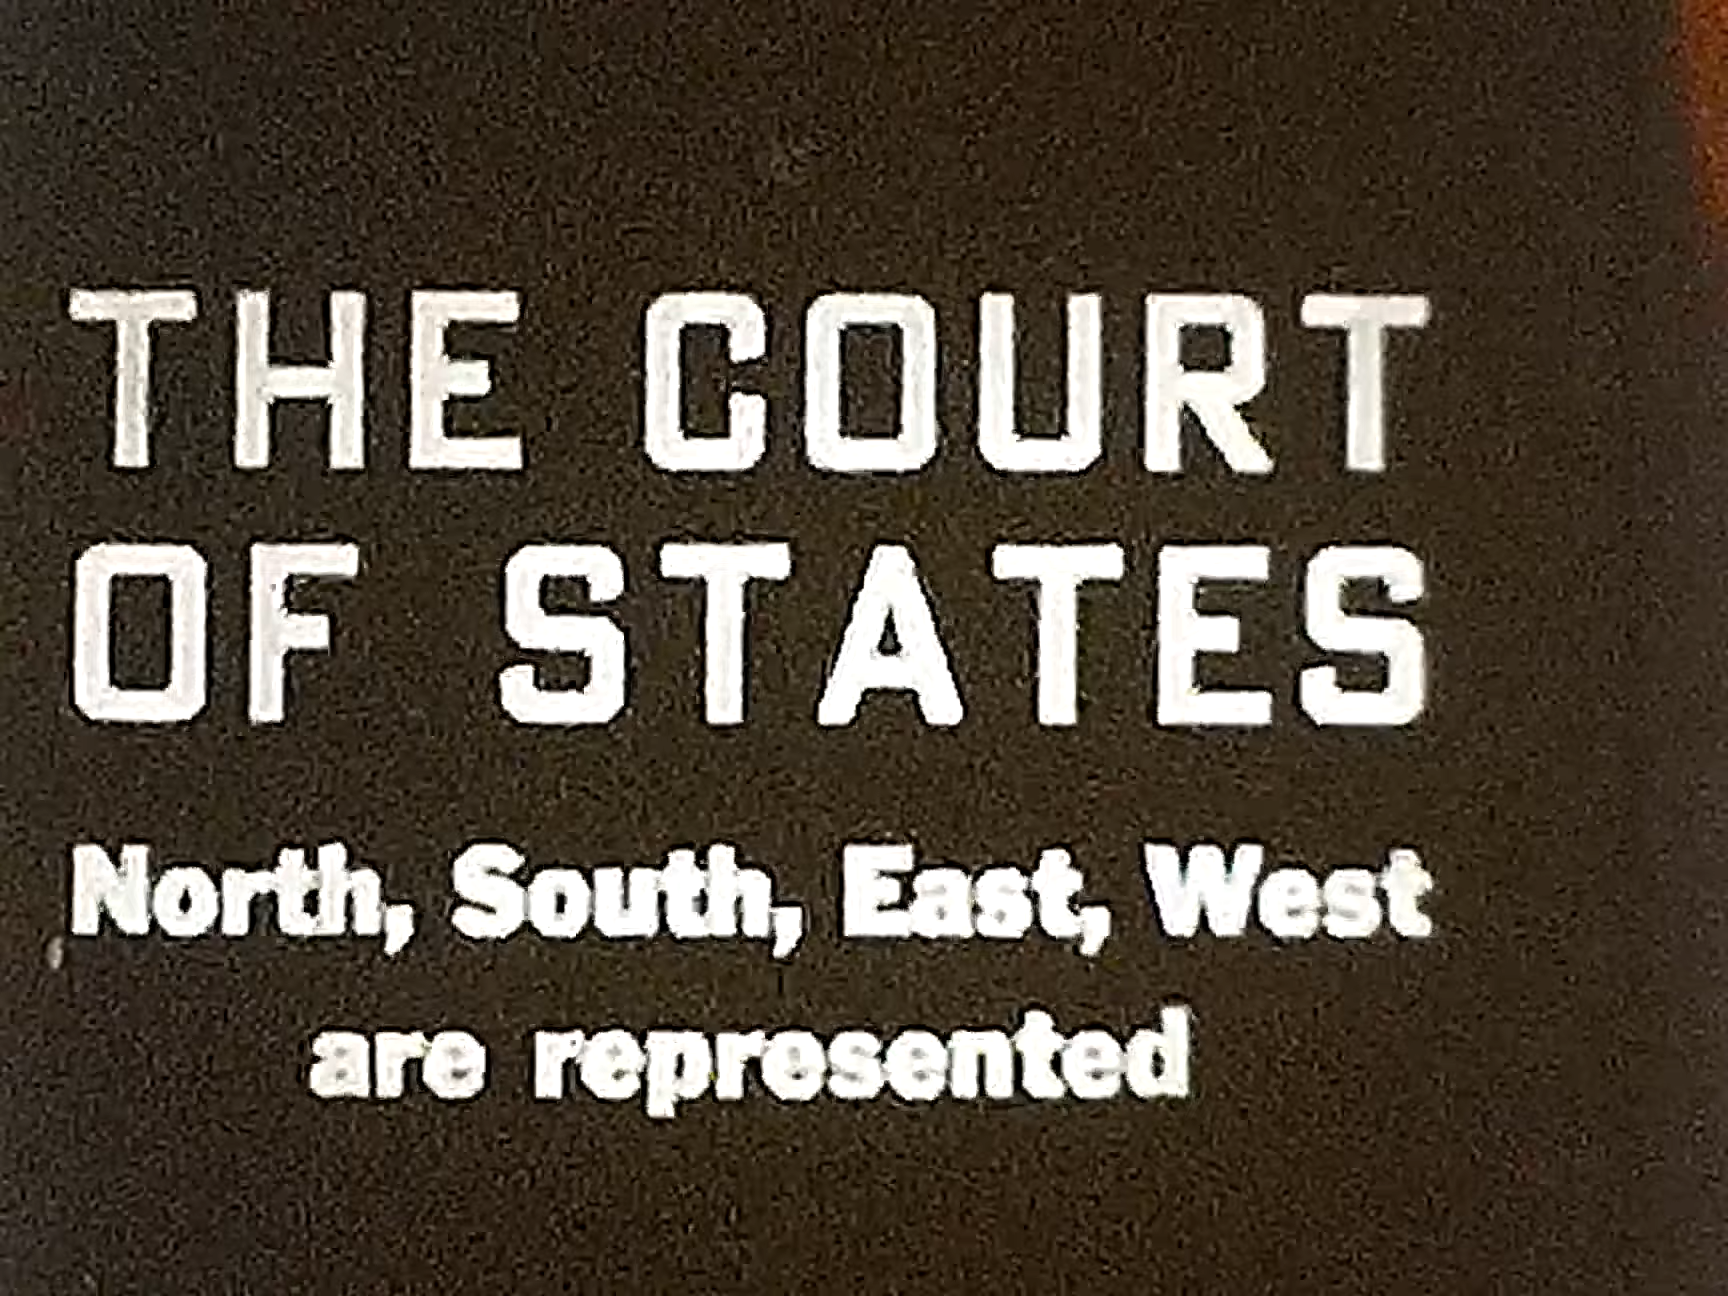 THE COURT
OF STATES
North, South, East, West
are represented